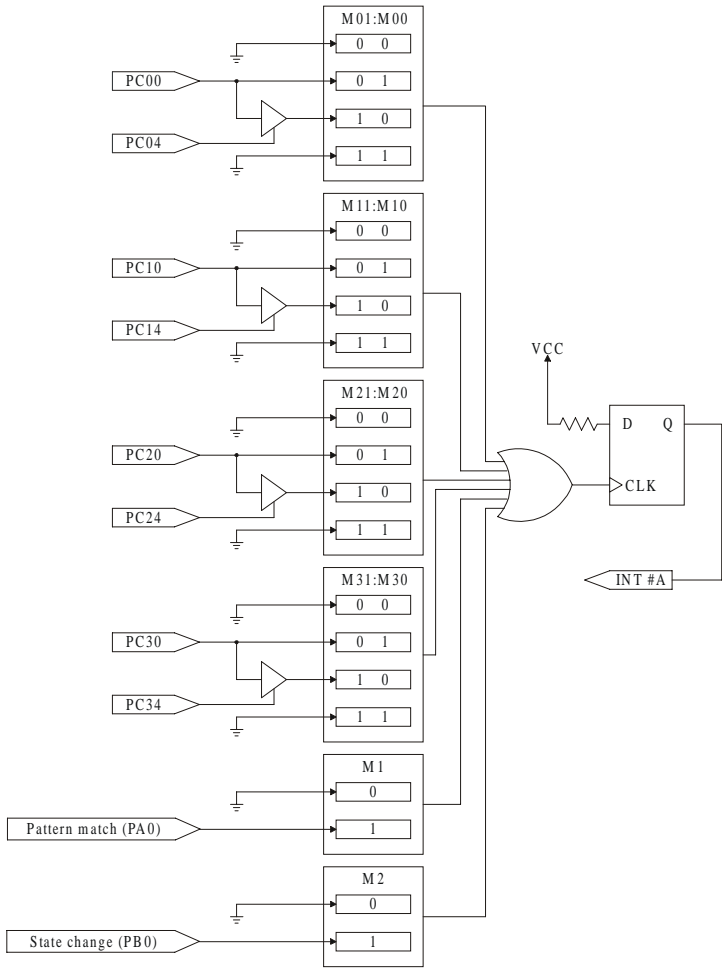 M01:M00
0 0
PC00
0 1
1 0
PC04
1 1
M11:M10
0 0
PC10
0 1
1 0
PC14
1 1
VCC
M21:M20
0 0
D Q
PC20
0 1
CLK
1 0
PC24
1 1
INT #A
M31:M30
0 0
PC30
0 1
1 0
PC34
1 1
M1
0
Pattern match (PA0)
1
M2
0
State change (PB0)
1